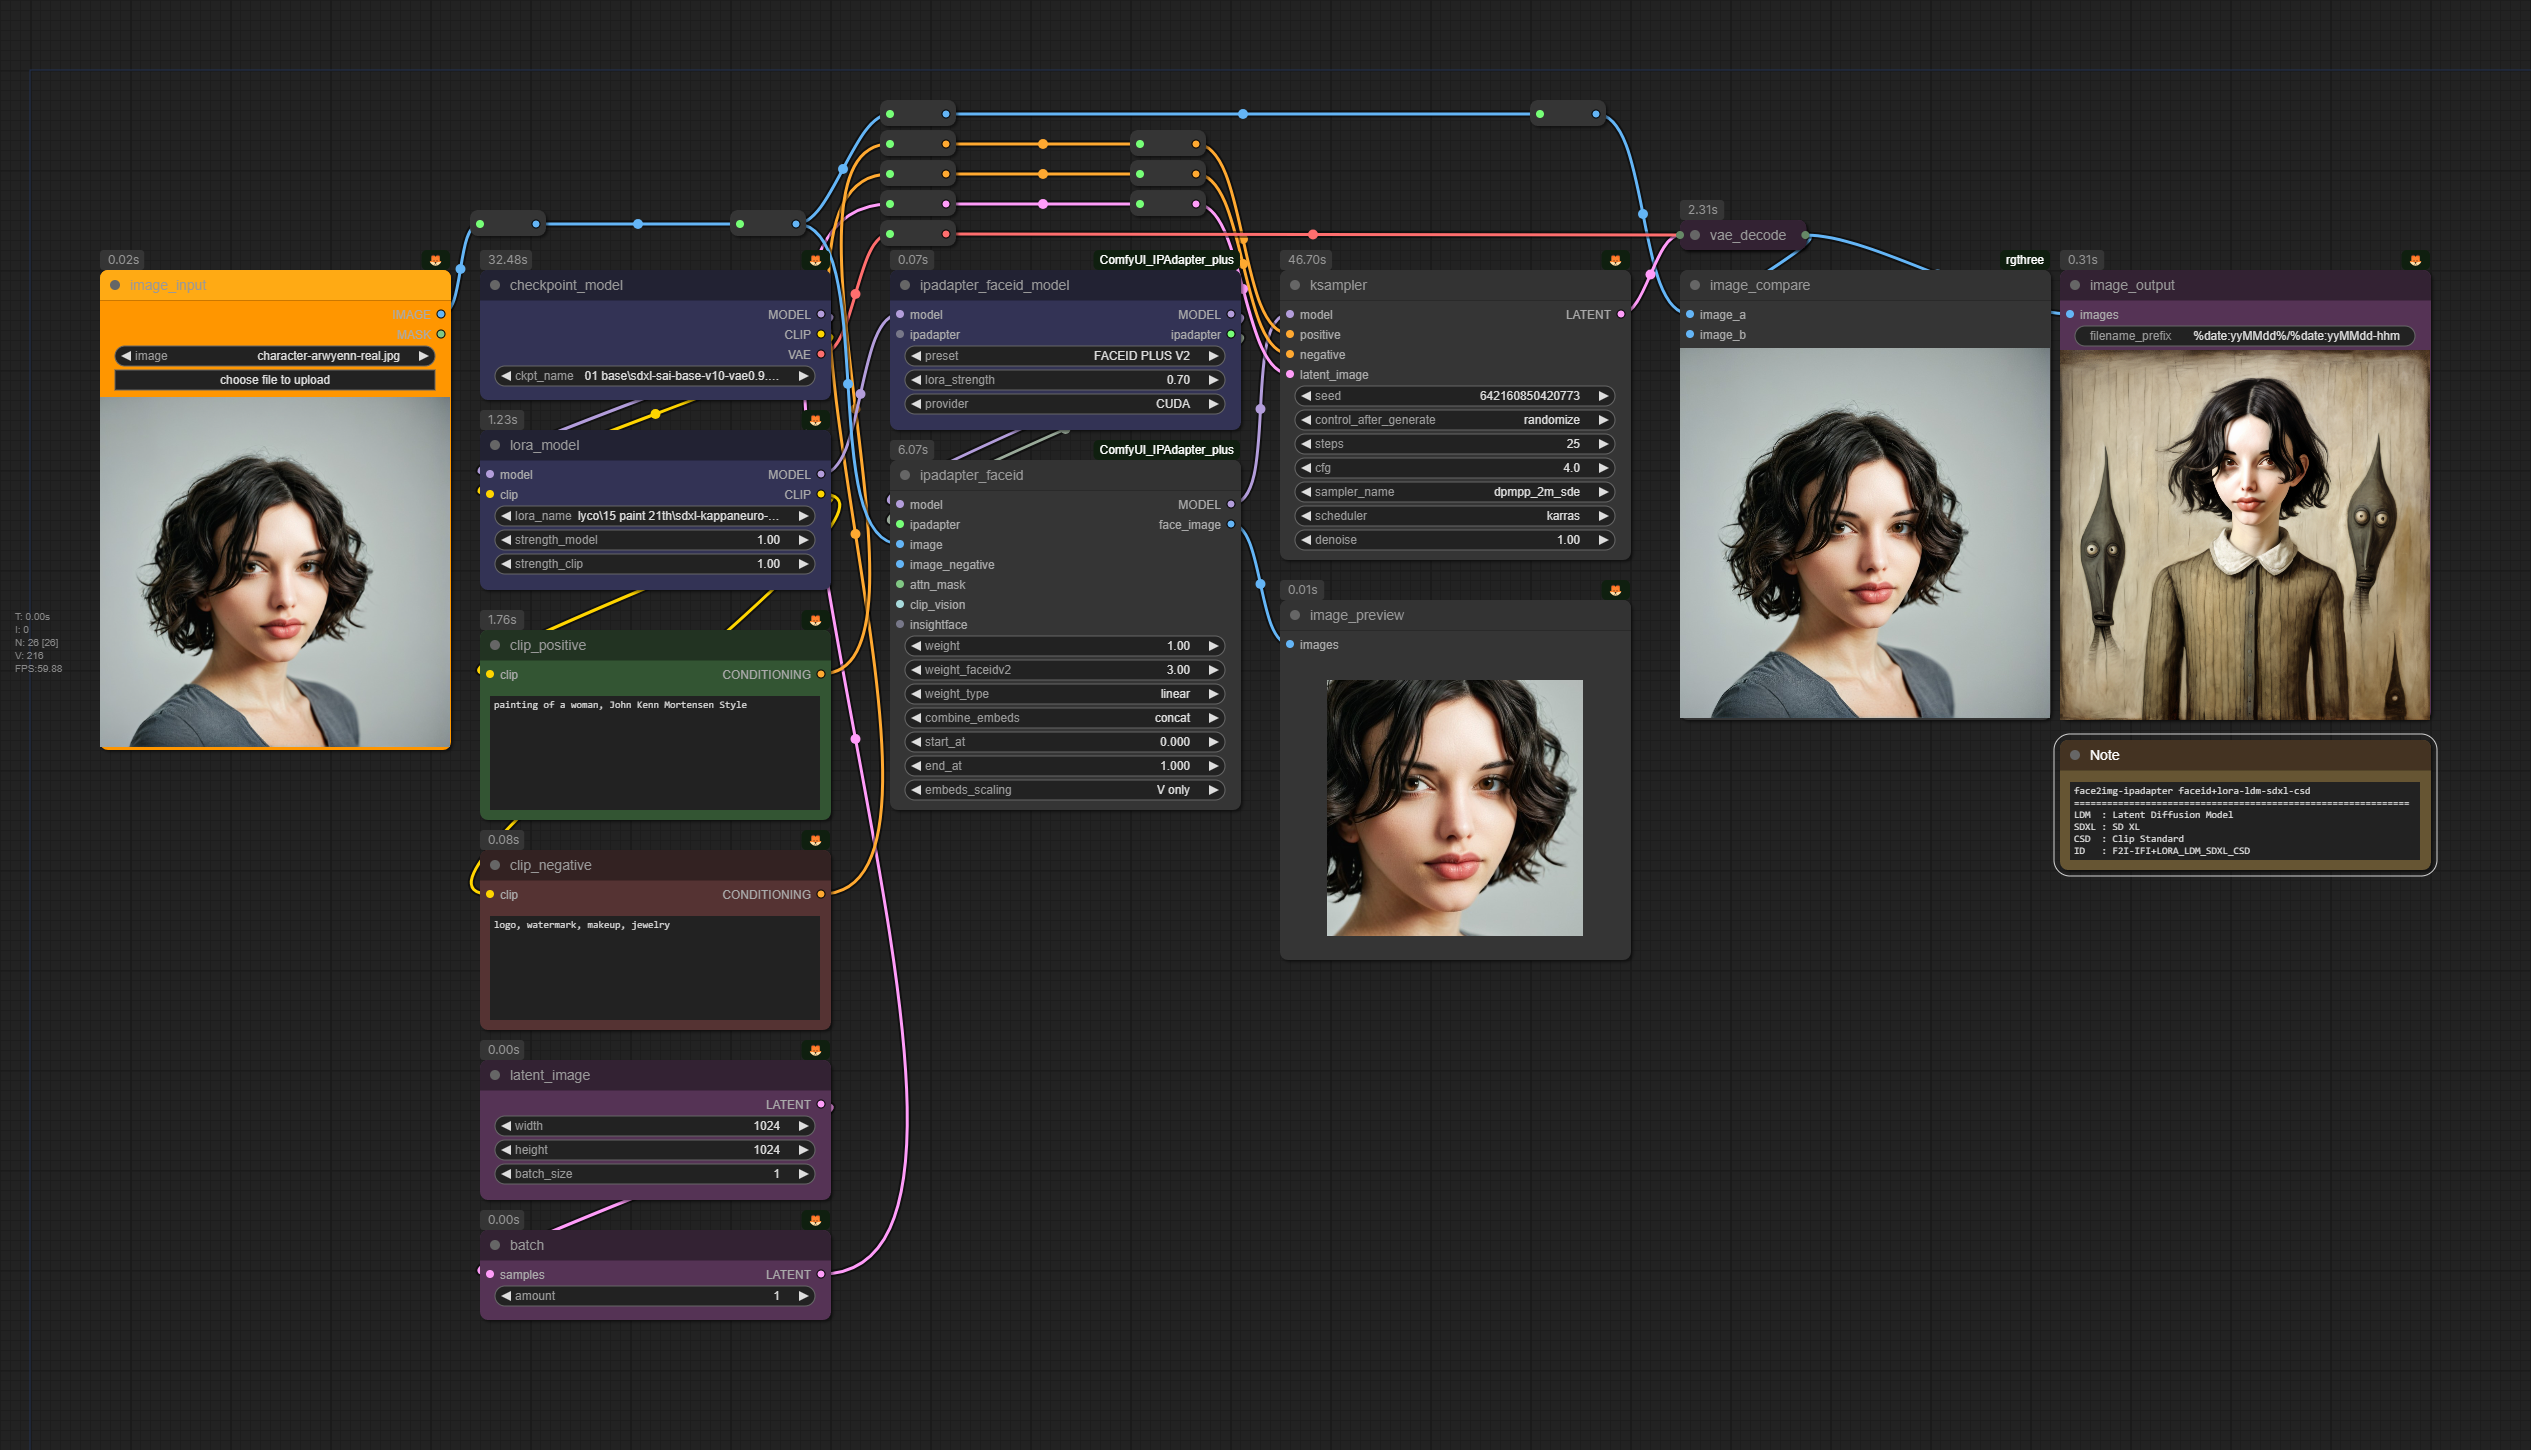 T: 0.00s
I: 0
N: 26 [26]
V: 216
FPS:59.88
0.02s
image_input
IMAGE
MASK
image character-arwyenn-real.jpg
choose file to upload
32.48s
checkpoint_model
MODEL
CLIP
VAE
ckpt_name 01 base\sdxl-sai-base-v10-vae0.9....
1.23s
lora_model
model MODEL
clip CLIP
lora_name lyco\15 paint 21th\sdxl-kappaneuro-...
strength_model 1.00
strength_clip 1.00
1.76s
clip_positive
clip CONDITIONING
painting of a woman, John Kenn Mortensen Style
0.08s
clip_negative
clip CONDITIONING
logo, watermark, makeup, jewelry
0.00s
latent_image
LATENT
width 1024
height 1024
batch_size 1
0.00s
batch
samples LATENT
amount 1
0.07s ComfyUI_IPAdapter_plus
ipadapter_faceid_model
model MODEL
ipadapter ipadapter
preset FACEID PLUS V2
lora_strength 0.70
provider CUDA
6.07s ComfyUI_IPAdapter_plus
ipadapter_faceid
model MODEL
ipadapter face_image
image
image_negative
attn_mask
clip_vision
insightface
weight 1.00
weight_faceidv2 3.00
weight_type linear
combine_embeds concat
start_at 0.000
end_at 1.000
embeds_scaling V only
46.70s
ksampler
model LATENT
positive
negative
latent_image
seed 642160850420773
control_after_generate randomize
steps 25
cfg 4.0
sampler_name dpmpp_2m_sde
scheduler karras
denoise 1.00
0.01s
image_preview
images
2.31s
vae_decode
rgthree
image_compare
image_a
image_b
0.31s
image_output
images
filename_prefix %date:yyMMdd%/%date:yyMMdd-hhm
Note
face2img-ipadapter faceid+lora-ldm-sdxl-csd
=============================================================
LDM : Latent Diffusion Model
SDXL : SD XL
CSD : Clip Standard
ID : F2I-IFI+LORA_LDM_SDXL_CSD